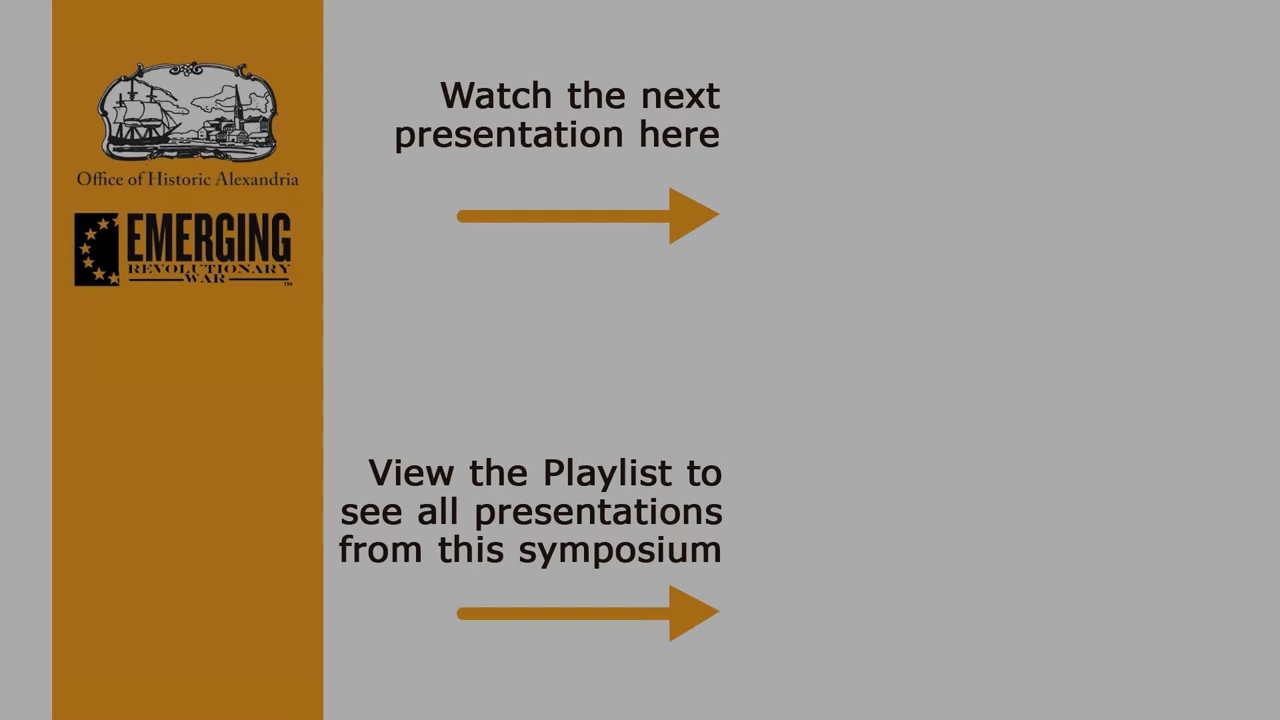 Office of Historic Alexandria
EMERGING
REVOLUTIONARY
WAR
™
Watch the next
presentation here
View the Playlist to
see all presentations
from this symposium